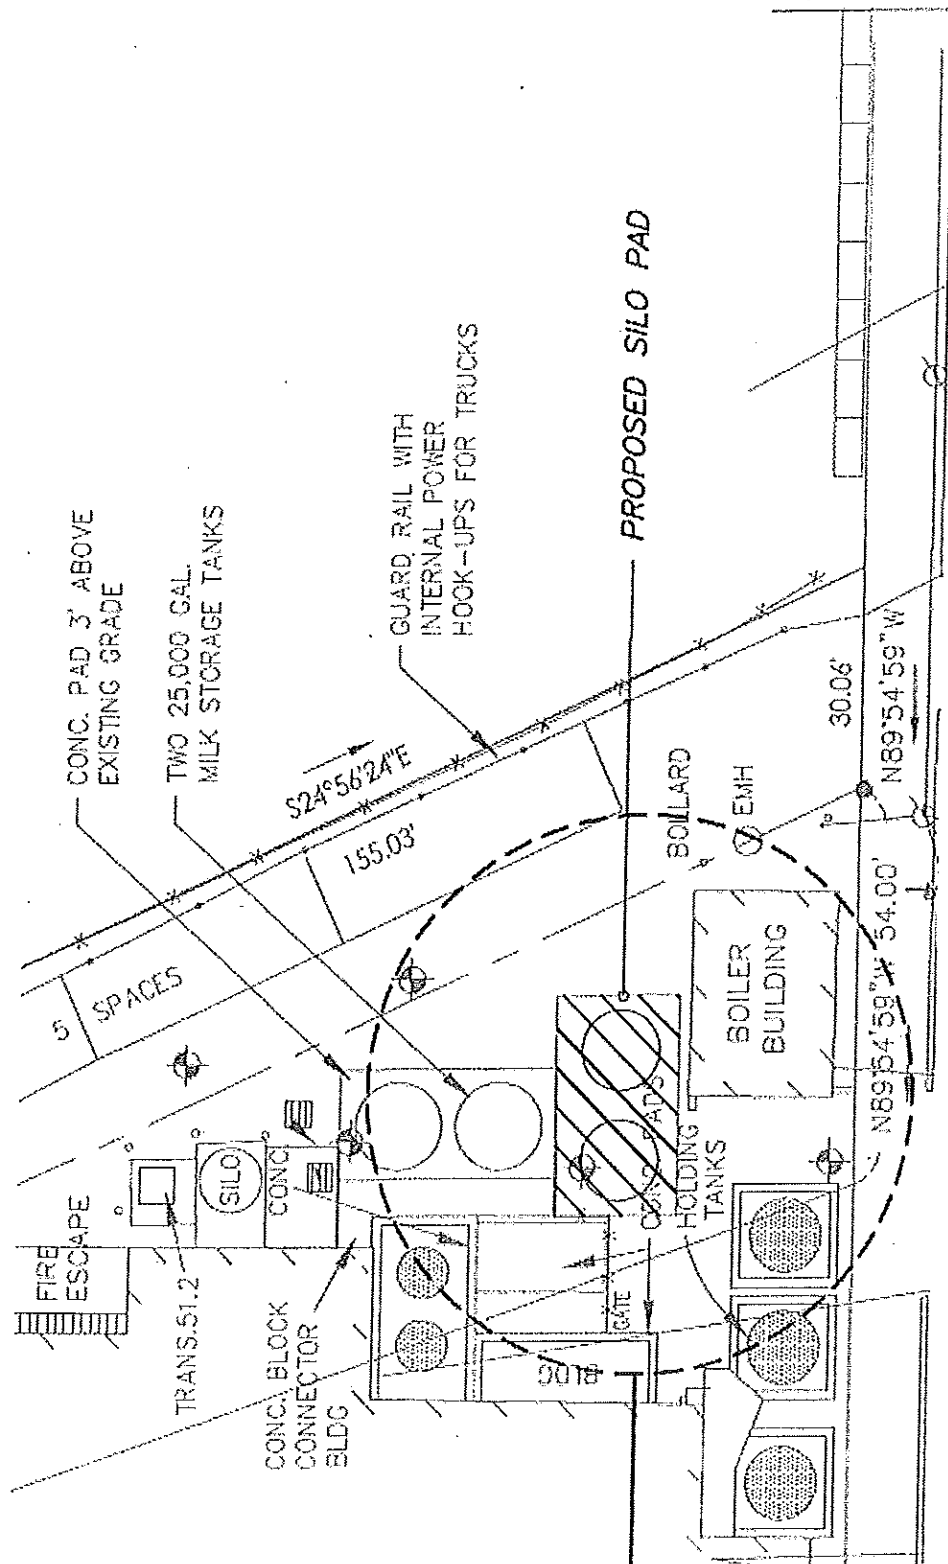 CONC. PAD 3' ABOVE
EXISTING GRADE
TWO 25,000 GAL.
MILK STORAGE TANKS
GUARD RAIL WITH
INTERNAL POWER
HOOK-UPS FOR TRUCKS
PROPOSED SILO PAD
S24°56'24"E
155.03'
5 SPACES
BOLLARD
EMH
30.06'
N89°54'59"W
N89°54'59"W 54.00'
BOILER
BUILDING
FIRE
ESCAPE
SILO
CONC.
TRANS.51.2
CONC. BLOCK
CONNECTOR
BLDG
CONC. PADS
HOLDING
TANKS
GATE
BLDG